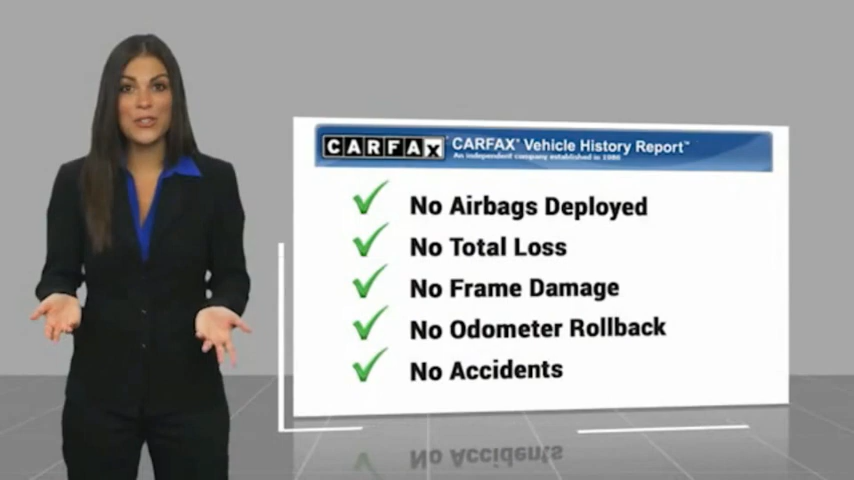 CARFAX
CARFAX® Vehicle History Report™
An independent company established in 1986
No Airbags Deployed
No Total Loss
No Frame Damage
No Odometer Rollback
No Accidents
No Accidents